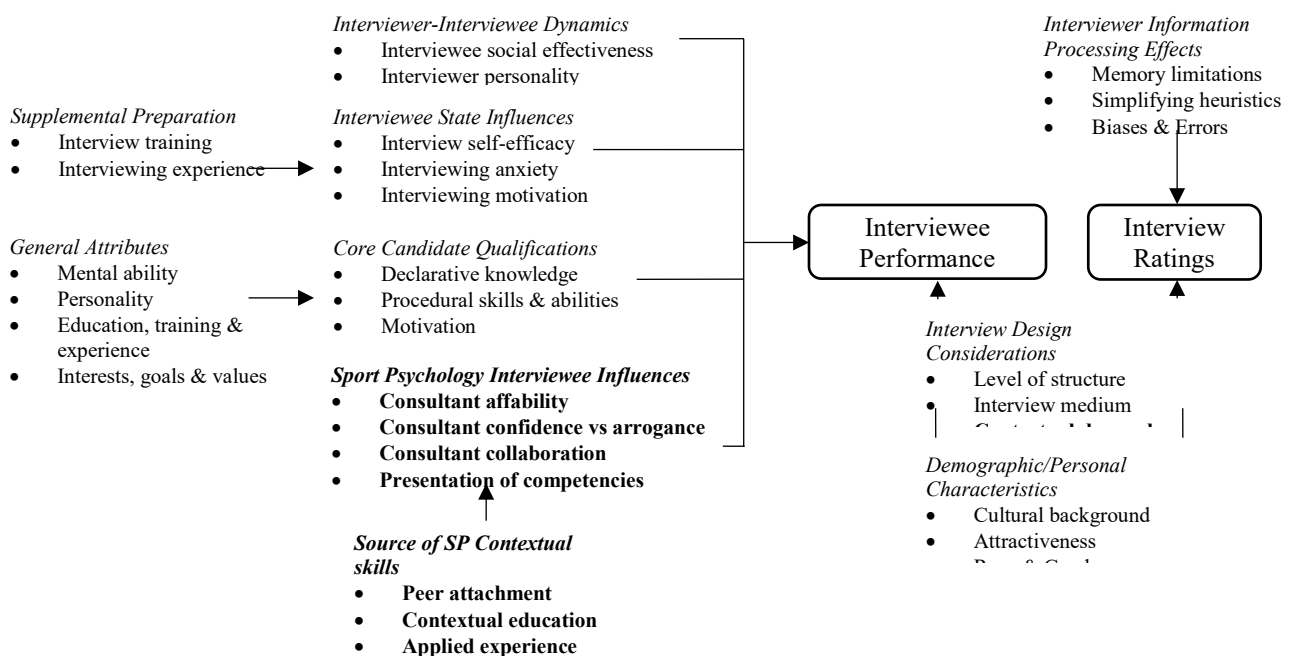 Interviewer-Interviewee Dynamics
• Interviewee social effectiveness
• Interviewer personality
Interviewer Information
Processing Effects
• Memory limitations
• Simplifying heuristics
• Biases & Errors
Supplemental Preparation
• Interview training
• Interviewing experience
Interviewee State Influences
• Interview self-efficacy
• Interviewing anxiety
• Interviewing motivation
General Attributes
• Mental ability
• Personality
• Education, training &
experience
• Interests, goals & values
Core Candidate Qualifications
• Declarative knowledge
• Procedural skills & abilities
• Motivation
Interviewee
Performance
Interview
Ratings
Sport Psychology Interviewee Influences
• Consultant affability
• Consultant confidence vs arrogance
• Consultant collaboration
• Presentation of competencies
Interview Design
Considerations
• Level of structure
• Interview medium
Demographic/Personal
Characteristics
• Cultural background
• Attractiveness
Source of SP Contextual
skills
• Peer attachment
• Contextual education
• Applied experience